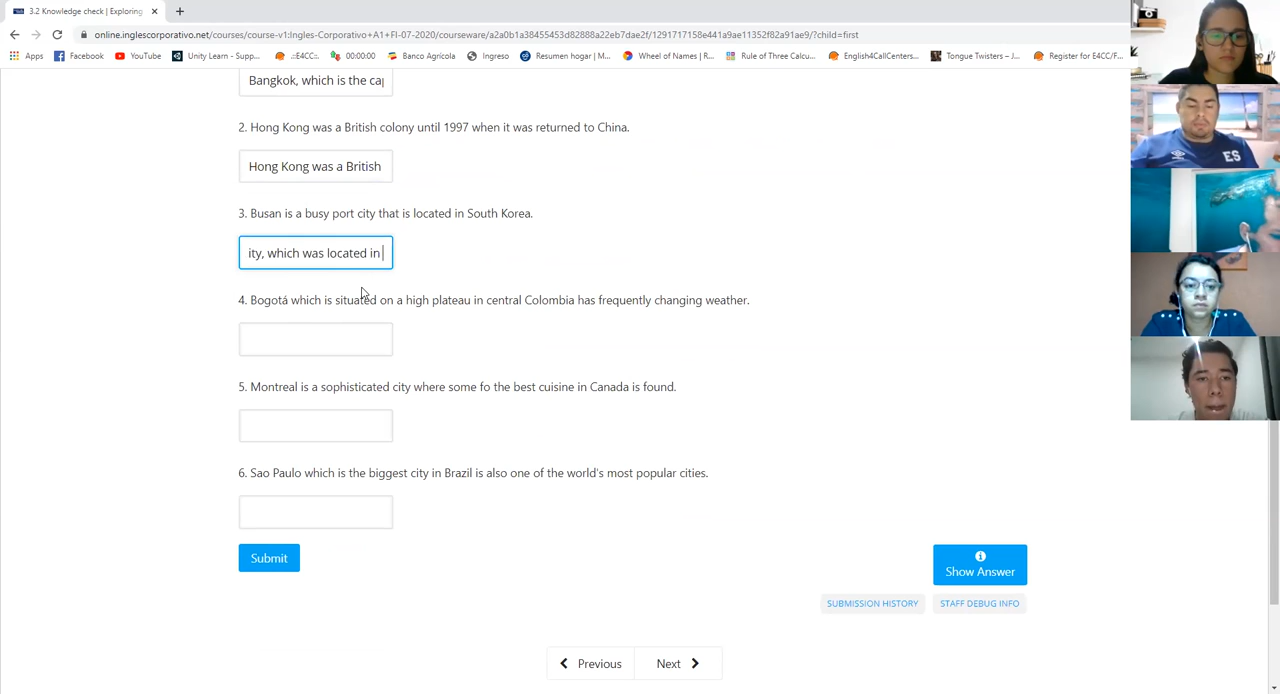 3.2 Knowledge check | Exploring
online.inglescorporativo.net/courses/course-v1:Ingles-Corporativo+A1+FI-07-2020/courseware/a2a0b1a38455453d82888a22eb7dae2f/1291717158e441a9ae11352f82a91ae9/?child=first
Apps Facebook YouTube Unity Learn - Supp... .:E4CC:. 00:00:00 Banco Agrícola Ingreso Resumen hogar | M... Wheel of Names | R... Rule of Three Calcu... English4CallCenters... Tongue Twisters – J... Register for E4CC/F...
Bangkok, which is the cap
2. Hong Kong was a British colony until 1997 when it was returned to China.
Hong Kong was a British
3. Busan is a busy port city that is located in South Korea.
ity, which was located in
4. Bogotá which is situated on a high plateau in central Colombia has frequently changing weather.
5. Montreal is a sophisticated city where some fo the best cuisine in Canada is found.
6. Sao Paulo which is the biggest city in Brazil is also one of the world's most popular cities.
Submit
Show Answer
SUBMISSION HISTORY STAFF DEBUG INFO
Previous Next
ES